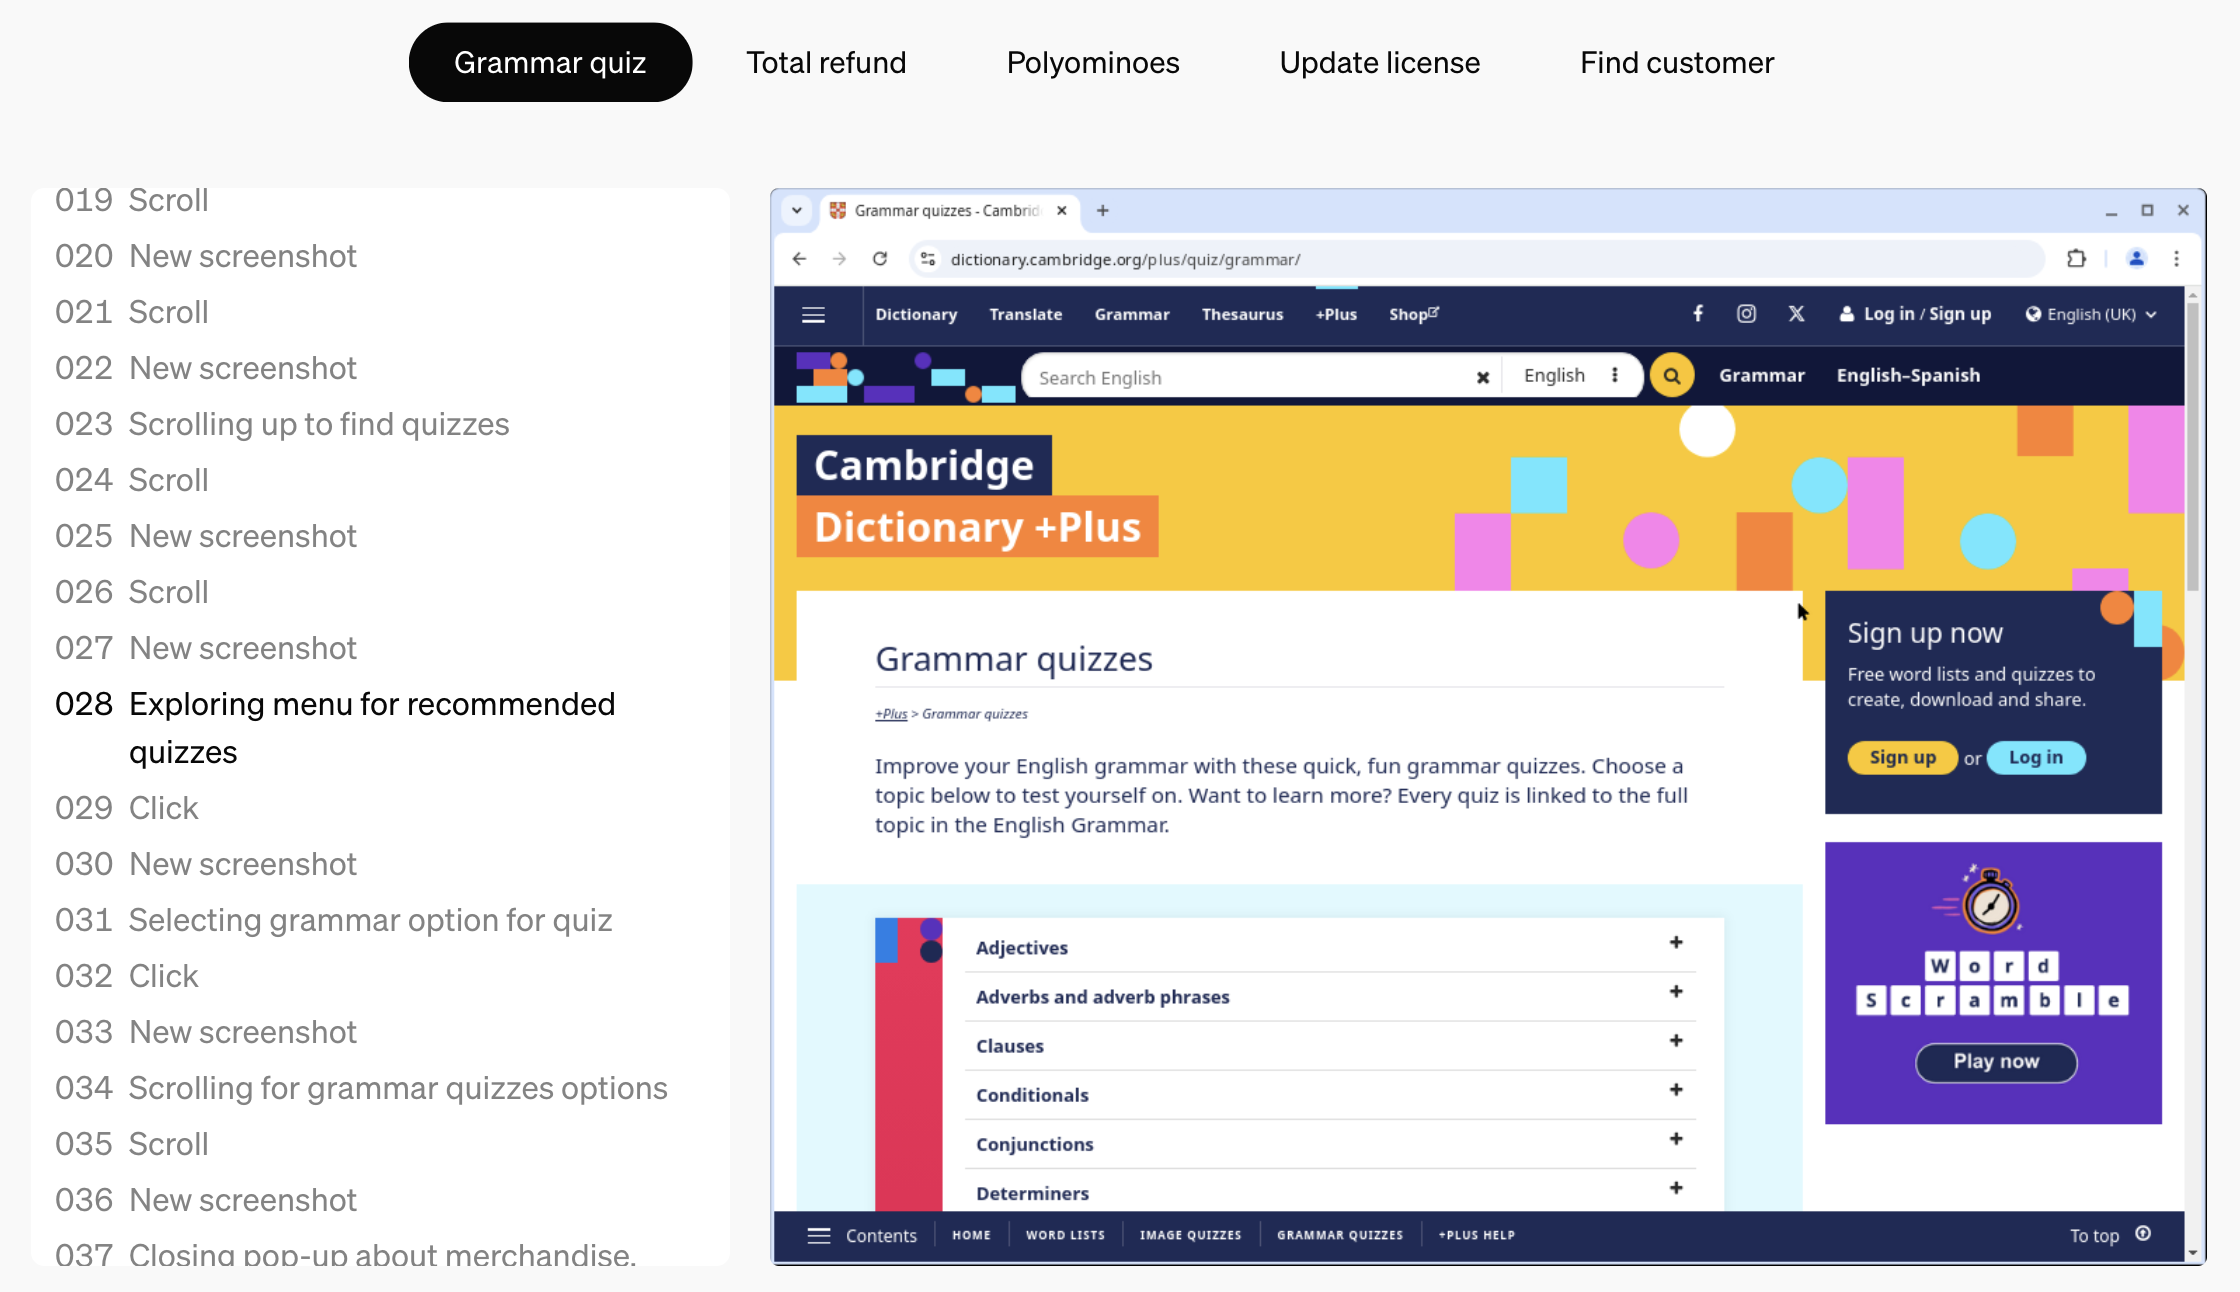 Grammar quiz
Total refund
Polyominoes
Update license
Find customer
019 Scroll
020 New screenshot
021 Scroll
022 New screenshot
023 Scrolling up to find quizzes
024 Scroll
025 New screenshot
026 Scroll
027 New screenshot
028 Exploring menu for recommended
quizzes
029 Click
030 New screenshot
031 Selecting grammar option for quiz
032 Click
033 New screenshot
034 Scrolling for grammar quizzes options
035 Scroll
036 New screenshot
037 Closing pop-up about merchandise.
Grammar quizzes - Cambrid
dictionary.cambridge.org/plus/quiz/grammar/
Dictionary Translate Grammar Thesaurus +Plus Shop Log in / Sign up English (UK)
Search English English Grammar English–Spanish
Cambridge
Dictionary +Plus
Grammar quizzes
+Plus > Grammar quizzes
Improve your English grammar with these quick, fun grammar quizzes. Choose a
topic below to test yourself on. Want to learn more? Every quiz is linked to the full
topic in the English Grammar.
Adjectives +
Adverbs and adverb phrases +
Clauses +
Conditionals +
Conjunctions +
Determiners +
Sign up now
Free word lists and quizzes to
create, download and share.
Sign up or Log in
Word
Scramble
Play now
Contents HOME WORD LISTS IMAGE QUIZZES GRAMMAR QUIZZES +PLUS HELP To top